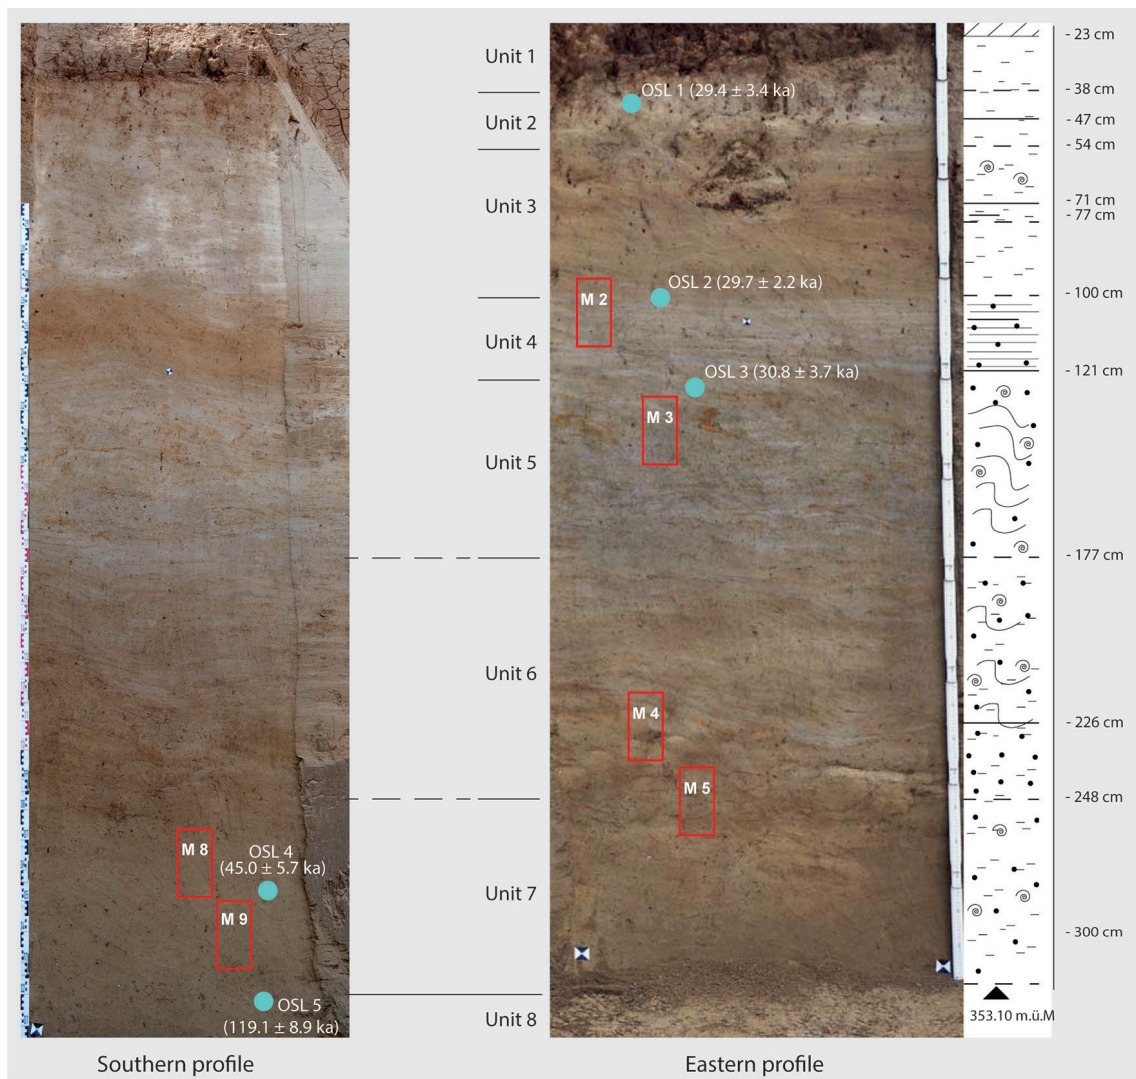 Unit 1
Unit 2
Unit 3
Unit 4
Unit 5
Unit 6
Unit 7
Unit 8
M 8
OSL 4
(45.0 ± 5.7 ka)
M 9
OSL 5
(119.1 ± 8.9 ka)
Southern profile
OSL 1 (29.4 ± 3.4 ka)
OSL 2 (29.7 ± 2.2 ka)
M 2
OSL 3 (30.8 ± 3.7 ka)
M 3
M 4
M 5
Eastern profile
- 23 cm
- 38 cm
- 47 cm
- 54 cm
- 71 cm
- 77 cm
- 100 cm
- 121 cm
- 177 cm
- 226 cm
- 248 cm
- 300 cm
353.10 m.ü.M